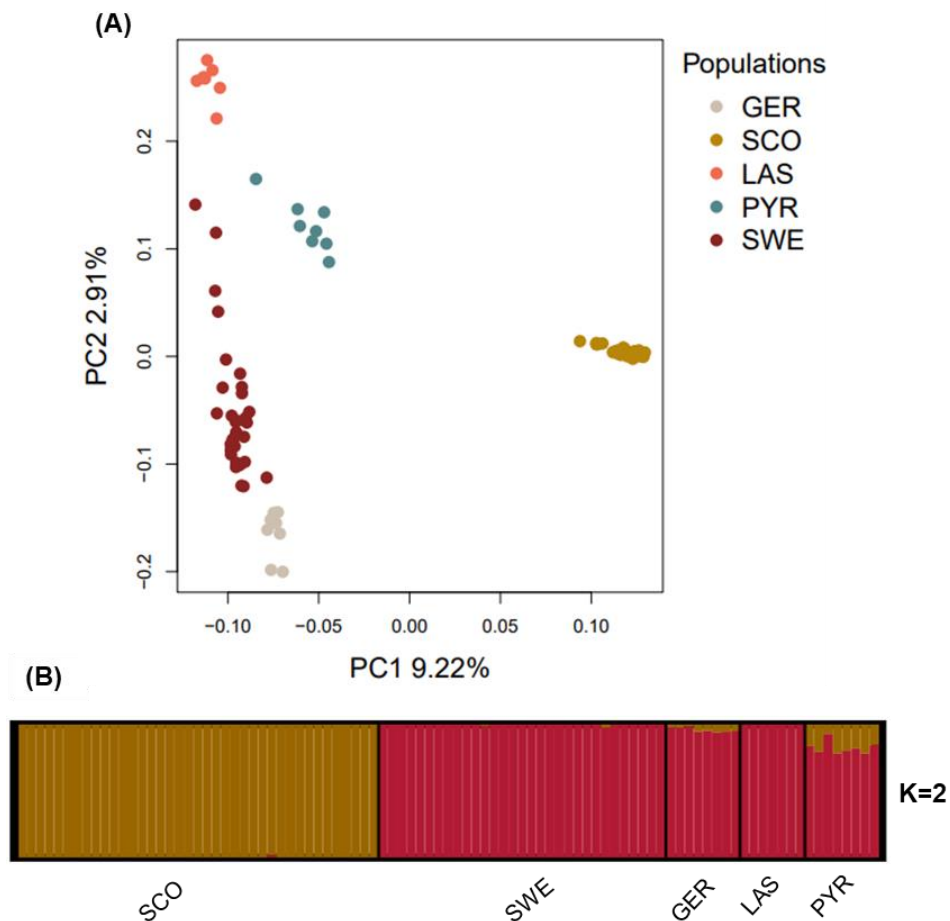 (A)
Populations
GER
SCO
LAS
PYR
SWE
PC2 2.91%
0.2
0.1
0.0
−0.1
−0.2
−0.10 −0.05 0.00 0.05 0.10
PC1 9.22%
(B)
K=2
SCO SWE GER LAS PYR